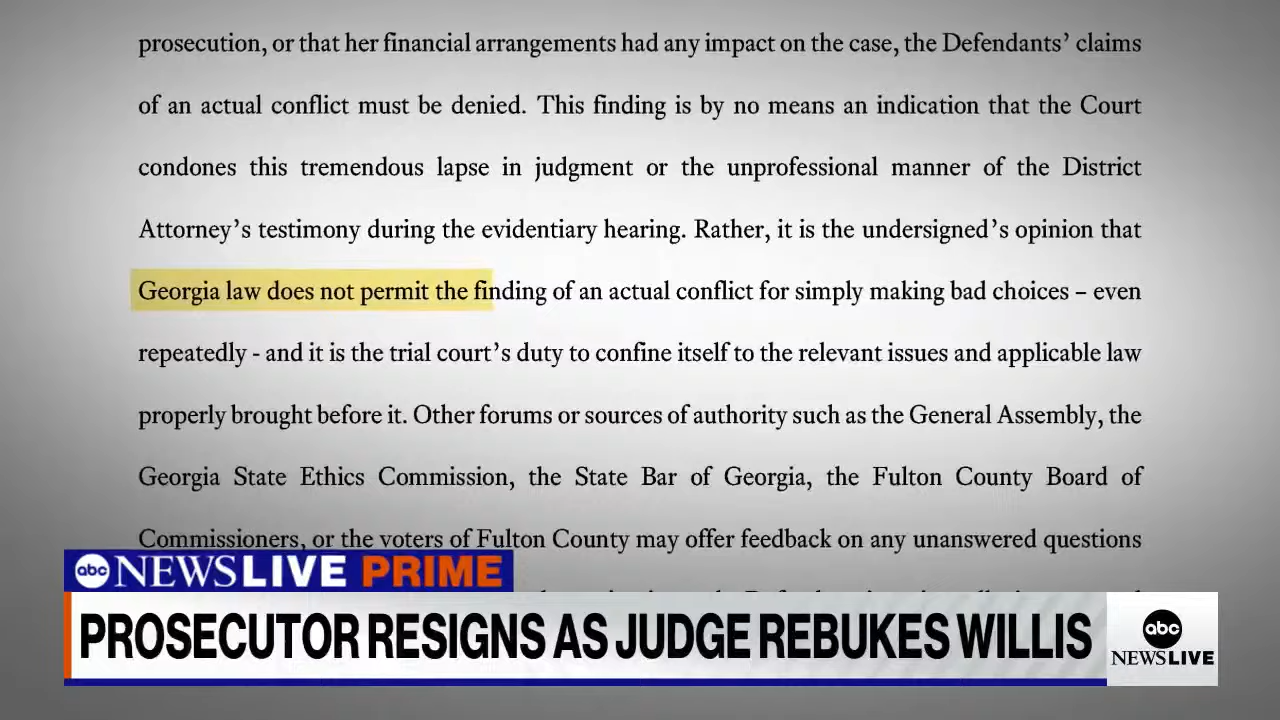 prosecution, or that her financial arrangements had any impact on the case, the Defendants’ claims
of an actual conflict must be denied. This finding is by no means an indication that the Court
condones this tremendous lapse in judgment or the unprofessional manner of the District
Attorney’s testimony during the evidentiary hearing. Rather, it is the undersigned’s opinion that
Georgia law does not permit the finding of an actual conflict for simply making bad choices – even
repeatedly - and it is the trial court’s duty to confine itself to the relevant issues and applicable law
properly brought before it. Other forums or sources of authority such as the General Assembly, the
Georgia State Ethics Commission, the State Bar of Georgia, the Fulton County Board of
Commissioners, or the voters of Fulton County may offer feedback on any unanswered questions
abc NEWS LIVE PRIME
PROSECUTOR RESIGNS AS JUDGE REBUKES WILLIS
abc
NEWS LIVE